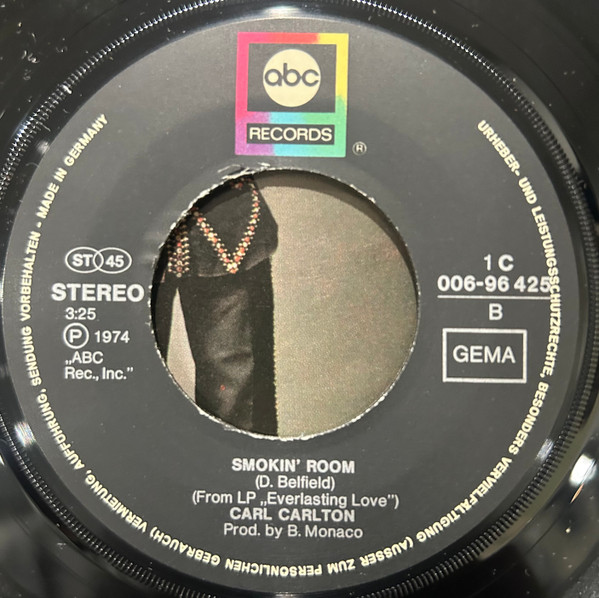 abc
RECORDS
®
URHEBER- UND LEISTUNGSSCHUTZRECHTE, BESONDERS VERVIELFÄLTIGUNG (AUSSER ZUM PERSÖNLICHEN GEBRAUCH) VERMIETUNG, AUFFÜHRUNG, SENDUNG VORBEHALTEN - MADE IN GERMANY
ST 45
STEREO
3:25
Ⓟ 1974
„ABC
Rec., Inc.”
1 C
006-96 425
B
GEMA
SMOKIN' ROOM
(D. Belfield)
(From LP „Everlasting Love”)
CARL CARLTON
Prod. by B. Monaco